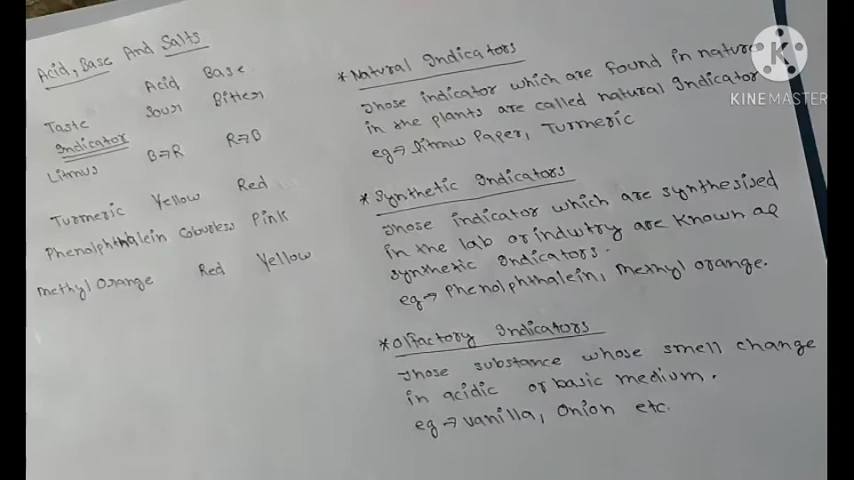 Acid, Base And Salts
Acid Base
Taste Sour Bitter
Indicator
Litmus B→R R→B
Turmeric Yellow Red
Phenolphthalein Colourless Pink
Methyl Orange Red Yellow
*Natural Indicators
Those indicator which are found in nature
in the plants are called natural Indicator
eg→ litmus Paper, Turmeric
*Synthetic Indicators
Those indicator which are synthesised
in the lab or industry are known as
synthetic Indicators.
eg→ Phenolphthalein, Methyl orange.
*Olfactory Indicators
Those substance whose smell change
in acidic or basic medium.
eg→ vanilla, Onion etc.
K
KINEMASTER